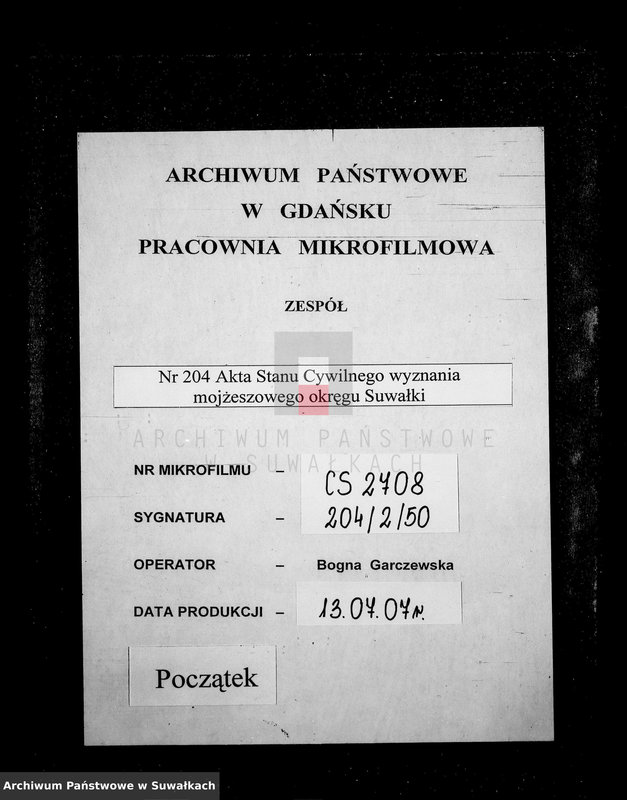 ARCHIWUM PAŃSTWOWE
W GDAŃSKU
PRACOWNIA MIKROFILMOWA
ZESPÓŁ
Nr 204 Akta Stanu Cywilnego wyznania
mojżeszowego okręgu Suwałki
ARCHIWUM PAŃSTWOWE
W SUWAŁKACH
NR MIKROFILMU – CS 2708
SYGNATURA – 204/2/50
OPERATOR – Bogna Garczewska
DATA PRODUKCJI – 13.07.07r.
Początek
Archiwum Państwowe w Suwałkach